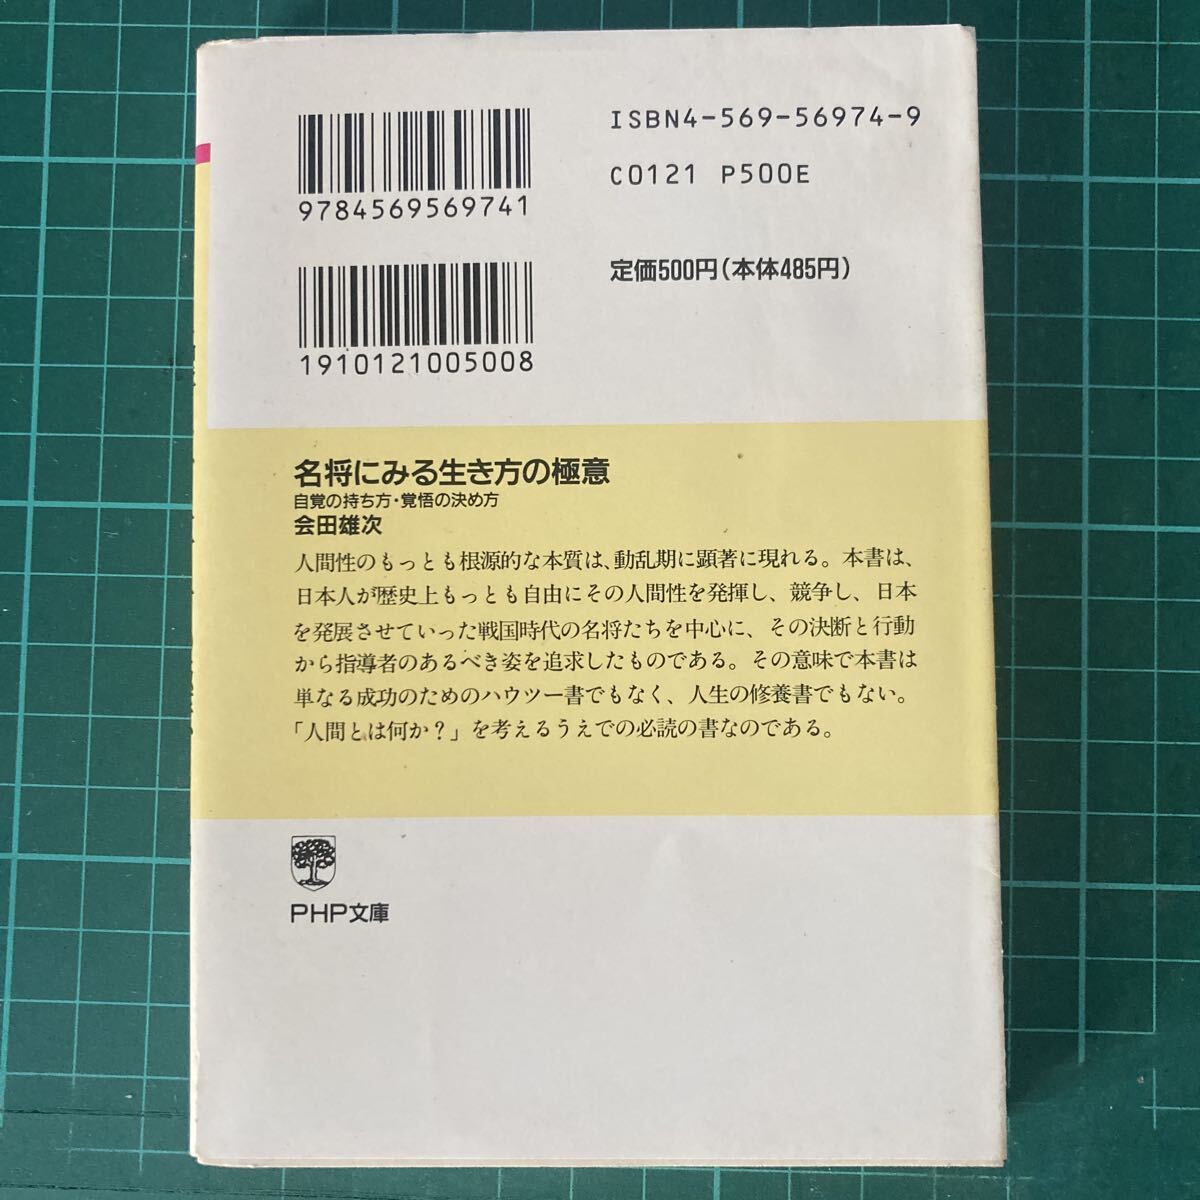 ISBN4-569-56974-9
C0121 P500E
9784569569741
定価500円(本体485円)
1910121005008
名将にみる生き方の極意
自覚の持ち方・覚悟の決め方
会田雄次
人間性のもっとも根源的な本質は、動乱期に顕著に現れる。本書は、
日本人が歴史上もっとも自由にその人間性を発揮し、競争し、日本
を発展させていった戦国時代の名将たちを中心に、その決断と行動
から指導者のあるべき姿を追求したものである。その意味で本書は
単なる成功のためのハウツー書でもなく、人生の修養書でもない。
「人間とは何か？」を考えるうえでの必読の書なのである。
PHP文庫